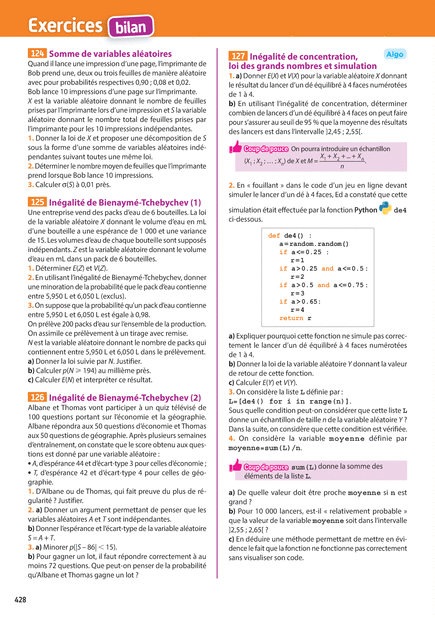 Exercices bilan
124 Somme de variables aléatoires
Quand il lance une impression d'une page, l'imprimante de
Bob prend une, deux ou trois feuilles de manière aléatoire
avec pour probabilités respectives 0,90 ; 0,08 et 0,02.
Bob lance 10 impressions d'une page sur l'imprimante.
X est la variable aléatoire donnant le nombre de feuilles
prises par l'imprimante lors d'une impression et S la variable
aléatoire donnant le nombre total de feuilles prises par
l'imprimante pour les 10 impressions indépendantes.
1. Donner la loi de X et proposer une décomposition de S
sous la forme d'une somme de variables aléatoires indé-
pendantes suivant toutes une même loi.
2. Déterminer le nombre moyen de feuilles que l'imprimante
prend lorsque Bob lance 10 impressions.
3. Calculer σ(S) à 0,01 près.
125 Inégalité de Bienaymé-Tchebychev (1)
Une entreprise vend des packs d'eau de 6 bouteilles. La loi
de la variable aléatoire X donnant le volume d'eau en mL
d'une bouteille a une espérance de 1 000 et une variance
de 15. Les volumes d'eau de chaque bouteille sont supposés
indépendants. Z est la variable aléatoire donnant le volume
d'eau en mL dans un pack de 6 bouteilles.
1. Déterminer E(Z) et V(Z).
2. En utilisant l'inégalité de Bienaymé-Tchebychev, donner
une minoration de la probabilité que le pack d'eau contienne
entre 5,950 L et 6,050 L (exclus).
3. On suppose que la probabilité qu'un pack d'eau contienne
entre 5,950 L et 6,050 L est égale à 0,98.
On prélève 200 packs d'eau sur l'ensemble de la production.
On assimile ce prélèvement à un tirage avec remise.
N est la variable aléatoire donnant le nombre de packs qui
contiennent entre 5,950 L et 6,050 L dans le prélèvement.
a) Donner la loi suivie par N. Justifier.
b) Calculer p(N ⩾ 194) au millième près.
c) Calculer E(N) et interpréter ce résultat.
126 Inégalité de Bienaymé-Tchebychev (2)
Albane et Thomas vont participer à un quiz télévisé de
100 questions portant sur l'économie et la géographie.
Albane répondra aux 50 questions d'économie et Thomas
aux 50 questions de géographie. Après plusieurs semaines
d'entraînement, on constate que le score obtenu aux ques-
tions est donné par une variable aléatoire :
• A, d'espérance 44 et d'écart-type 3 pour celles d'économie ;
• T, d'espérance 42 et d'écart-type 4 pour celles de géo-
graphie.
1. D'Albane ou de Thomas, qui fait preuve du plus de ré-
gularité ? Justifier.
2. a) Donner un argument permettant de penser que les
variables aléatoires A et T sont indépendantes.
b) Donner l'espérance et l'écart-type de la variable aléatoire
S = A + T.
3. a) Minorer p(|S – 86| < 15).
b) Pour gagner un lot, il faut répondre correctement à au
moins 72 questions. Que peut-on penser de la probabilité
qu'Albane et Thomas gagne un lot ?
127 Inégalité de concentration,
loi des grands nombres et simulation
Algo
1. a) Donner E(X) et V(X) pour la variable aléatoire X donnant
le résultat du lancer d'un dé équilibré à 4 faces numérotées
de 1 à 4.
b) En utilisant l'inégalité de concentration, déterminer
combien de lancers d'un dé équilibré à 4 faces on peut faire
pour s'assurer au seuil de 95 % que la moyenne des résultats
des lancers est dans l'intervalle ]2,45 ; 2,55[.
Coup de pouce On pourra introduire un échantillon
(X₁ ; X₂ ; … ; Xₙ) de X et M = (X₁ + X₂ + ... + Xₙ)/n.
2. En « fouillant » dans le code d'un jeu en ligne devant
simuler le lancer d'un dé à 4 faces, Ed a constaté que cette
simulation était effectuée par la fonction Python de4
ci-dessous.
def de4() :
a=random.random()
if a<=0.25 :
r=1
if a>0.25 and a<=0.5:
r=2
if a>0.5 and a<=0.75:
r=3
if a>0.65:
r=4
return r
a) Expliquer pourquoi cette fonction ne simule pas correc-
tement le lancer d'un dé équilibré à 4 faces numérotées
de 1 à 4.
b) Donner la loi de la variable aléatoire Y donnant la valeur
de retour de cette fonction.
c) Calculer E(Y) et V(Y).
3. On considère la liste L définie par :
L=[de4() for i in range(n)].
Sous quelle condition peut-on considérer que cette liste L
donne un échantillon de taille n de la variable aléatoire Y ?
Dans la suite, on considère que cette condition est vérifiée.
4. On considère la variable moyenne définie par
moyenne=sum(L)/n.
Coup de pouce sum(L) donne la somme des
éléments de la liste L.
a) De quelle valeur doit être proche moyenne si n est
grand ?
b) Pour 10 000 lancers, est-il « relativement probable »
que la valeur de la variable moyenne soit dans l'intervalle
]2,55 ; 2,65[ ?
c) En déduire une méthode permettant de mettre en évi-
dence le fait que la fonction ne fonctionne pas correctement
sans visualiser son code.
428